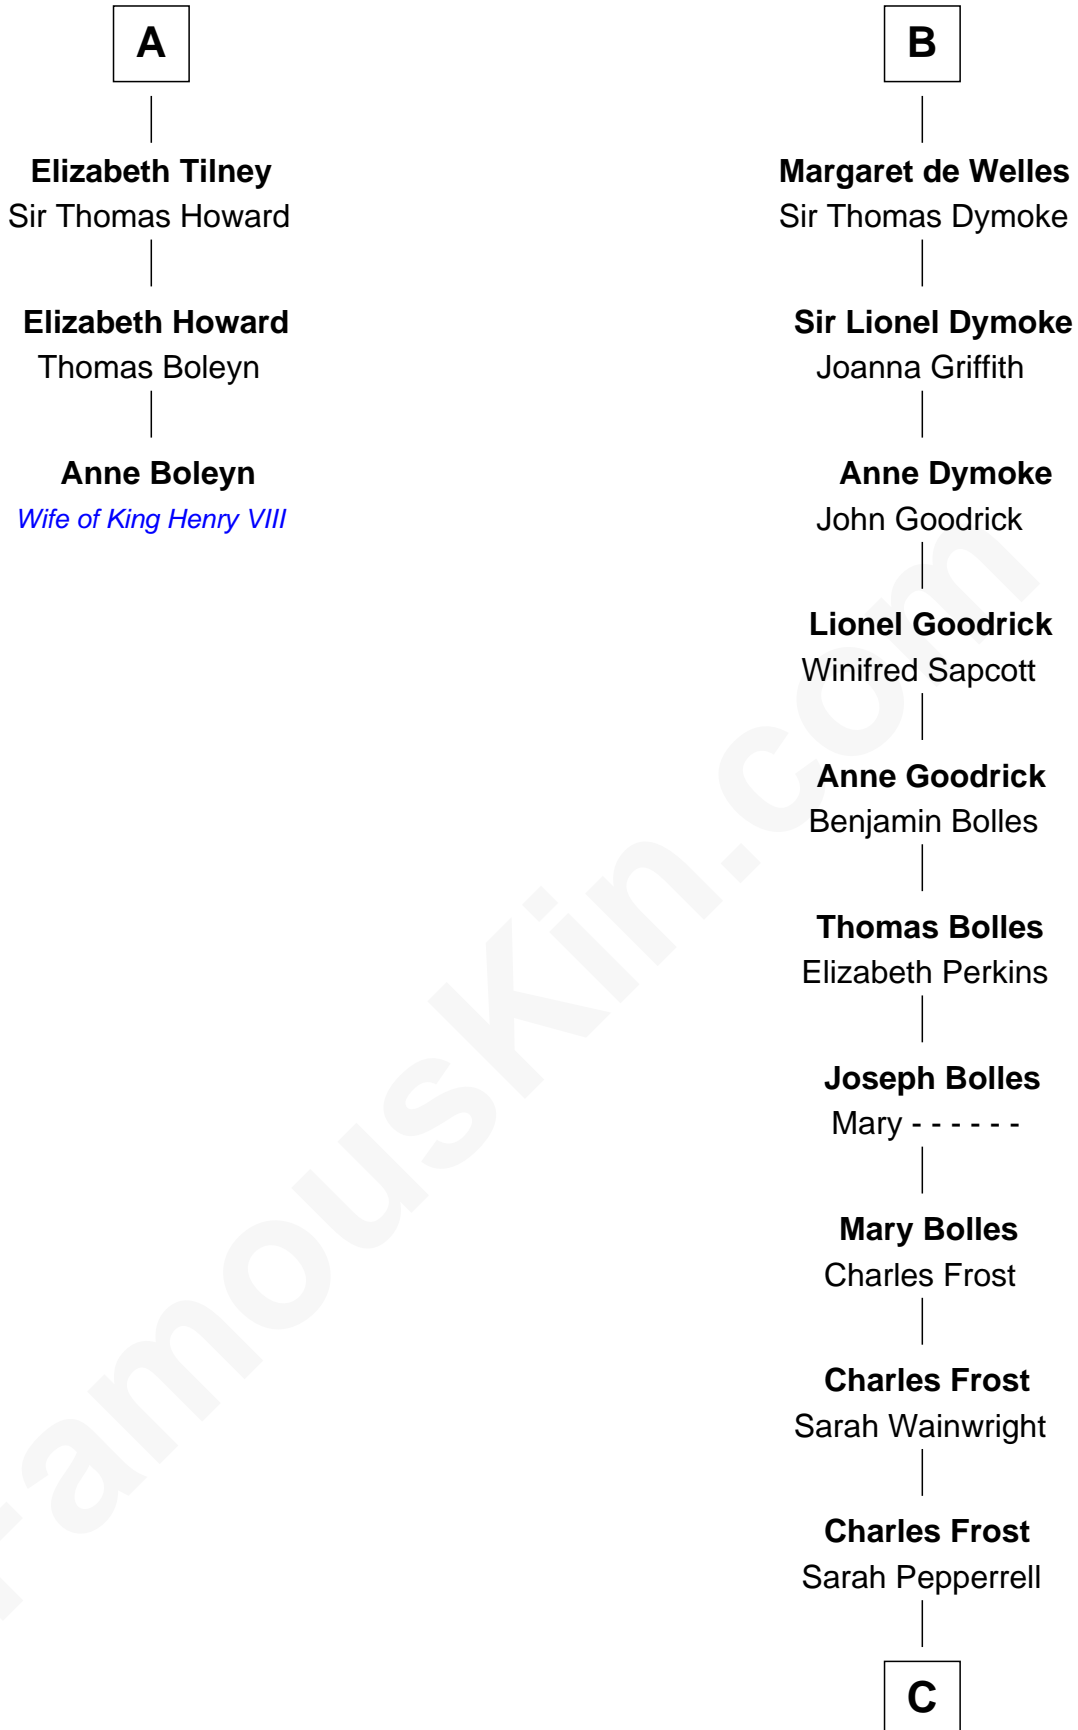 A
Elizabeth Tilney
Sir Thomas Howard
Elizabeth Howard
Thomas Boleyn
Anne Boleyn
Wife of King Henry VIII
B
Margaret de Welles
Sir Thomas Dymoke
Sir Lionel Dymoke
Joanna Griffith
Anne Dymoke
John Goodrick
Lionel Goodrick
Winifred Sapcott
Anne Goodrick
Benjamin Bolles
Thomas Bolles
Elizabeth Perkins
Joseph Bolles
Mary - - - - - -
Mary Bolles
Charles Frost
Charles Frost
Sarah Wainwright
Charles Frost
Sarah Pepperrell
C
FamousKin.com